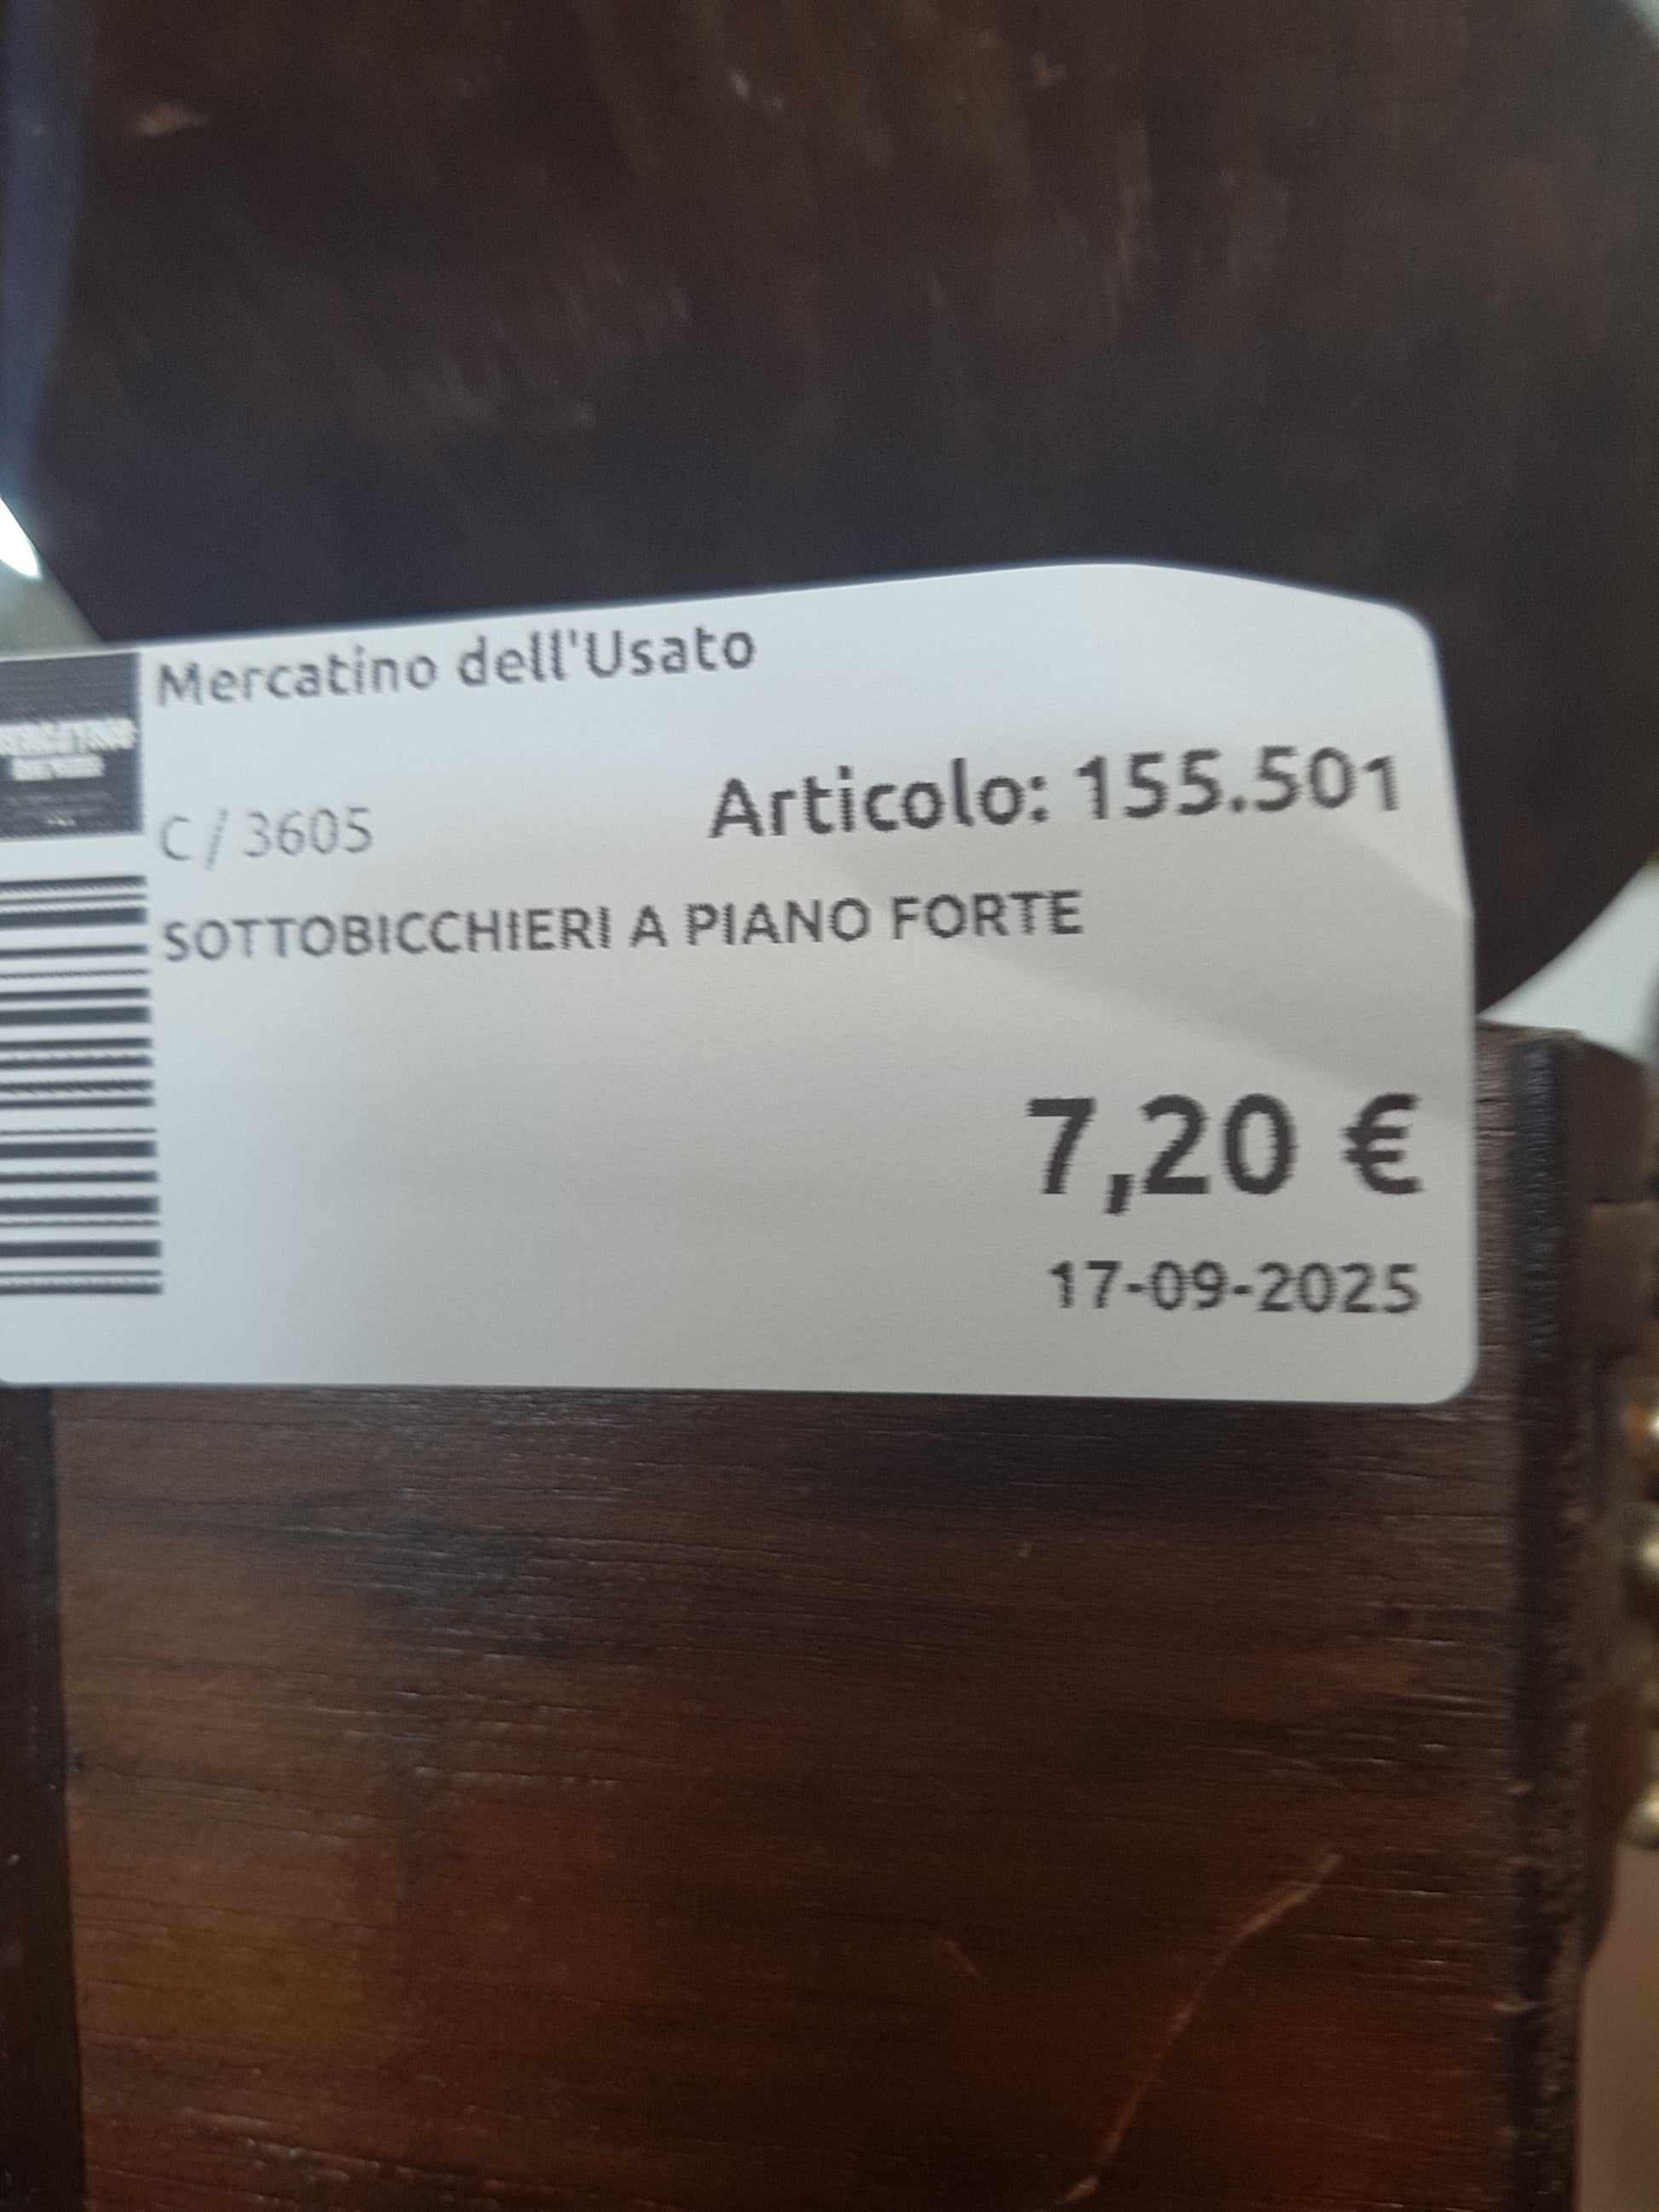 Mercatino dell'Usato
C / 3605
Articolo: 155.501
SOTTOBICCHIERI A PIANO FORTE
7,20 €
17-09-2025